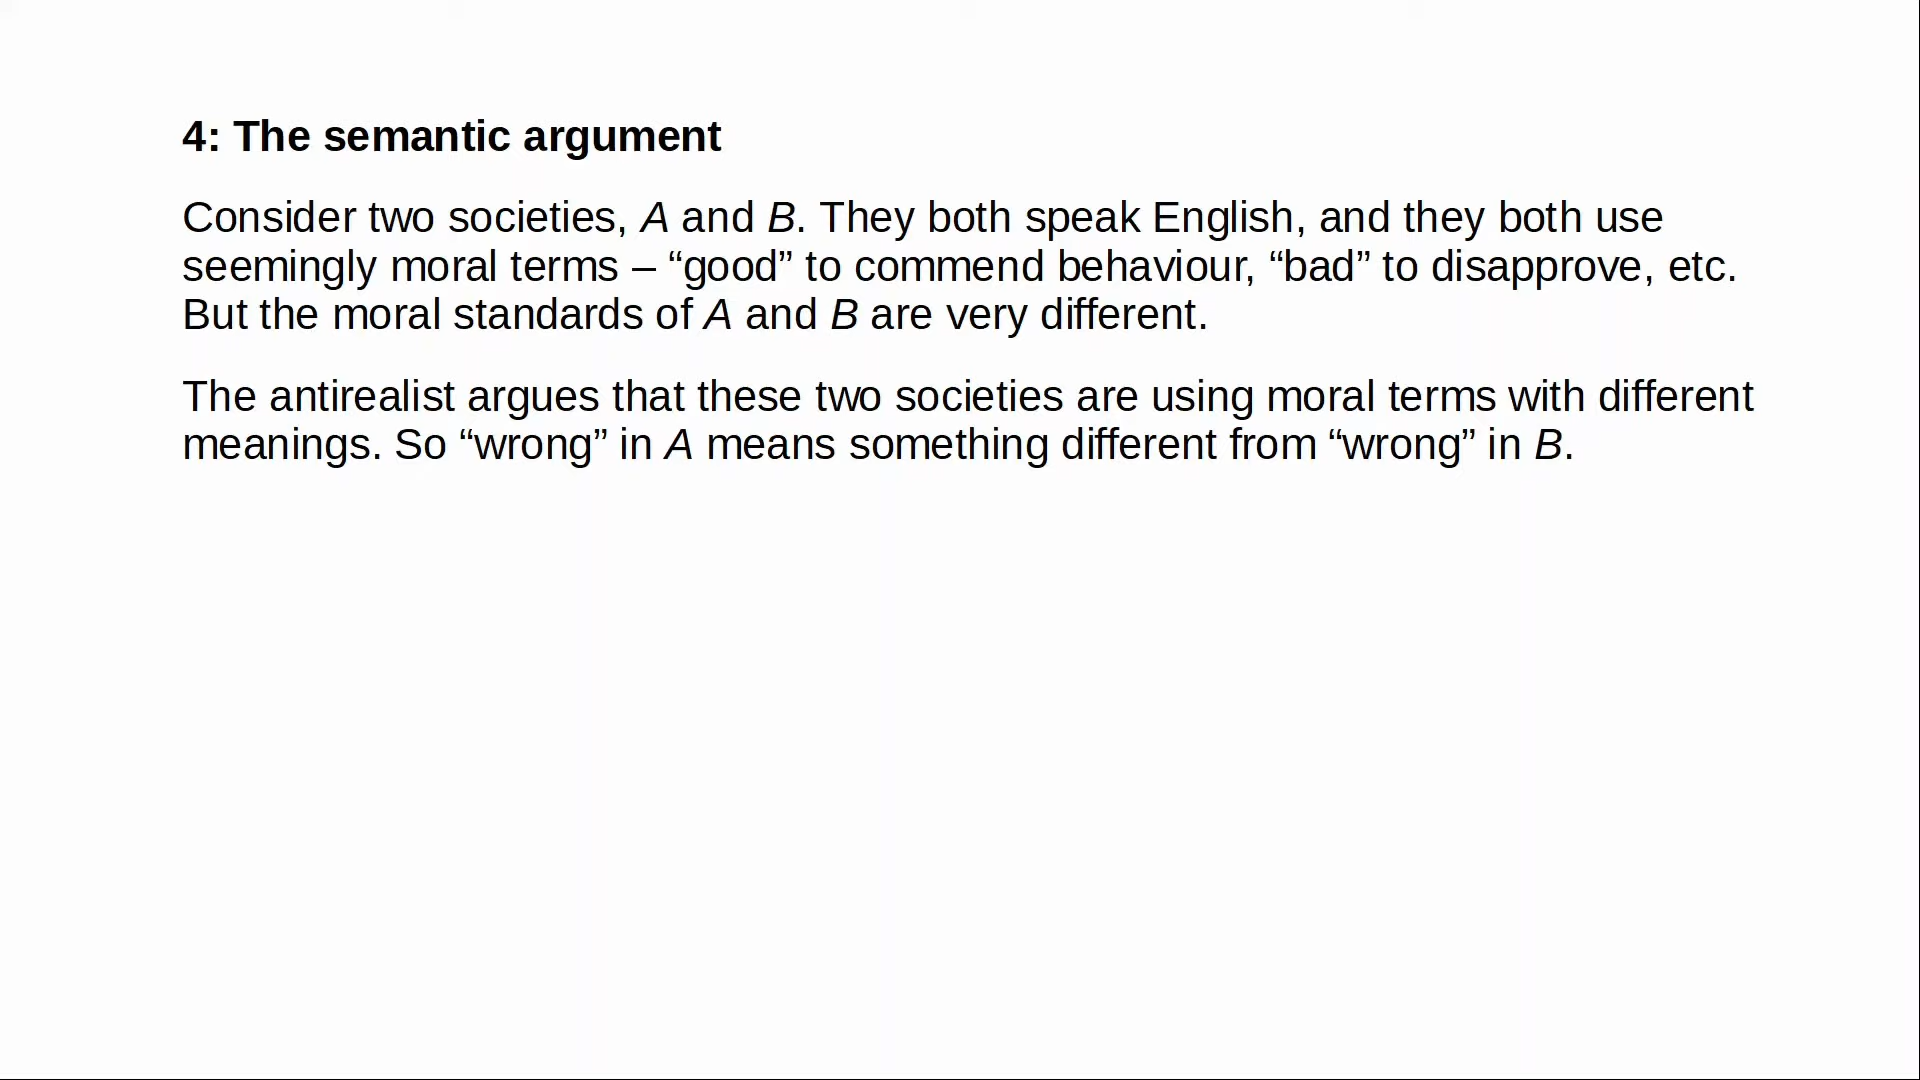 4: The semantic argument
Consider two societies, A and B. They both speak English, and they both use
seemingly moral terms – “good” to commend behaviour, “bad” to disapprove, etc.
But the moral standards of A and B are very different.
The antirealist argues that these two societies are using moral terms with different
meanings. So “wrong” in A means something different from “wrong” in B.